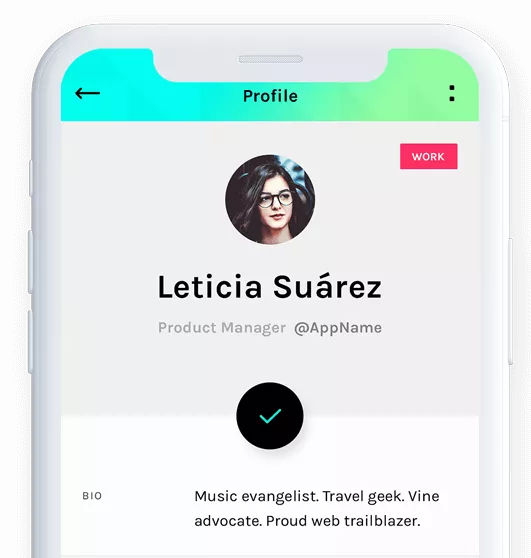 Profile
WORK
Leticia Suárez
Product Manager @AppName
BIO
Music evangelist. Travel geek. Vine
advocate. Proud web trailblazer.